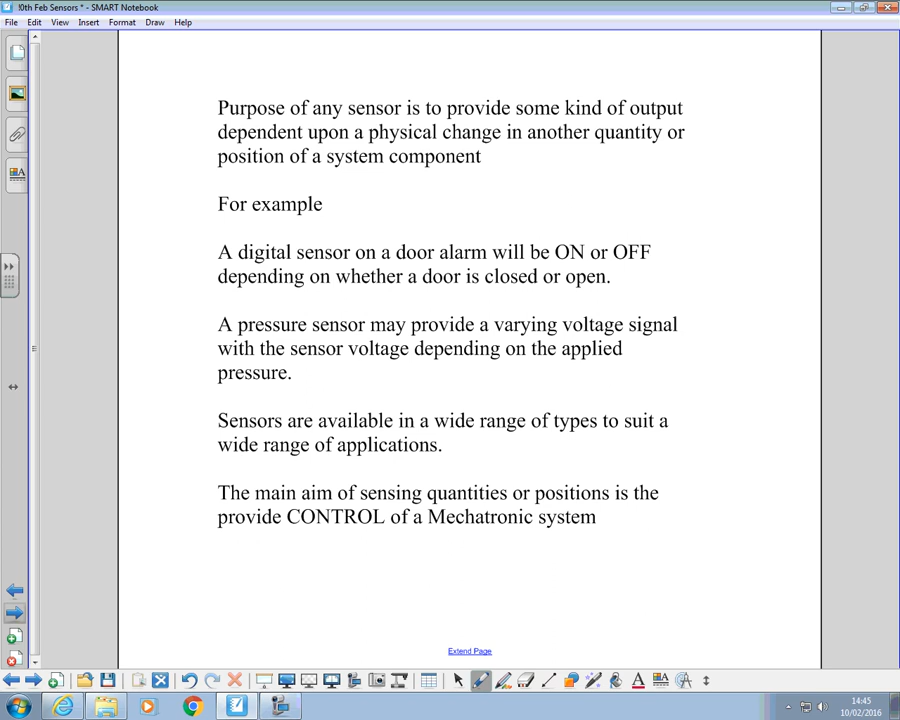 !0th Feb Sensors * - SMART Notebook
File Edit View Insert Format Draw Help
Purpose of any sensor is to provide some kind of output
dependent upon a physical change in another quantity or
position of a system component
For example
A digital sensor on a door alarm will be ON or OFF
depending on whether a door is closed or open.
A pressure sensor may provide a varying voltage signal
with the sensor voltage depending on the applied
pressure.
Sensors are available in a wide range of types to suit a
wide range of applications.
The main aim of sensing quantities or positions is the
provide CONTROL of a Mechatronic system
Extend Page
14:45
10/02/2016